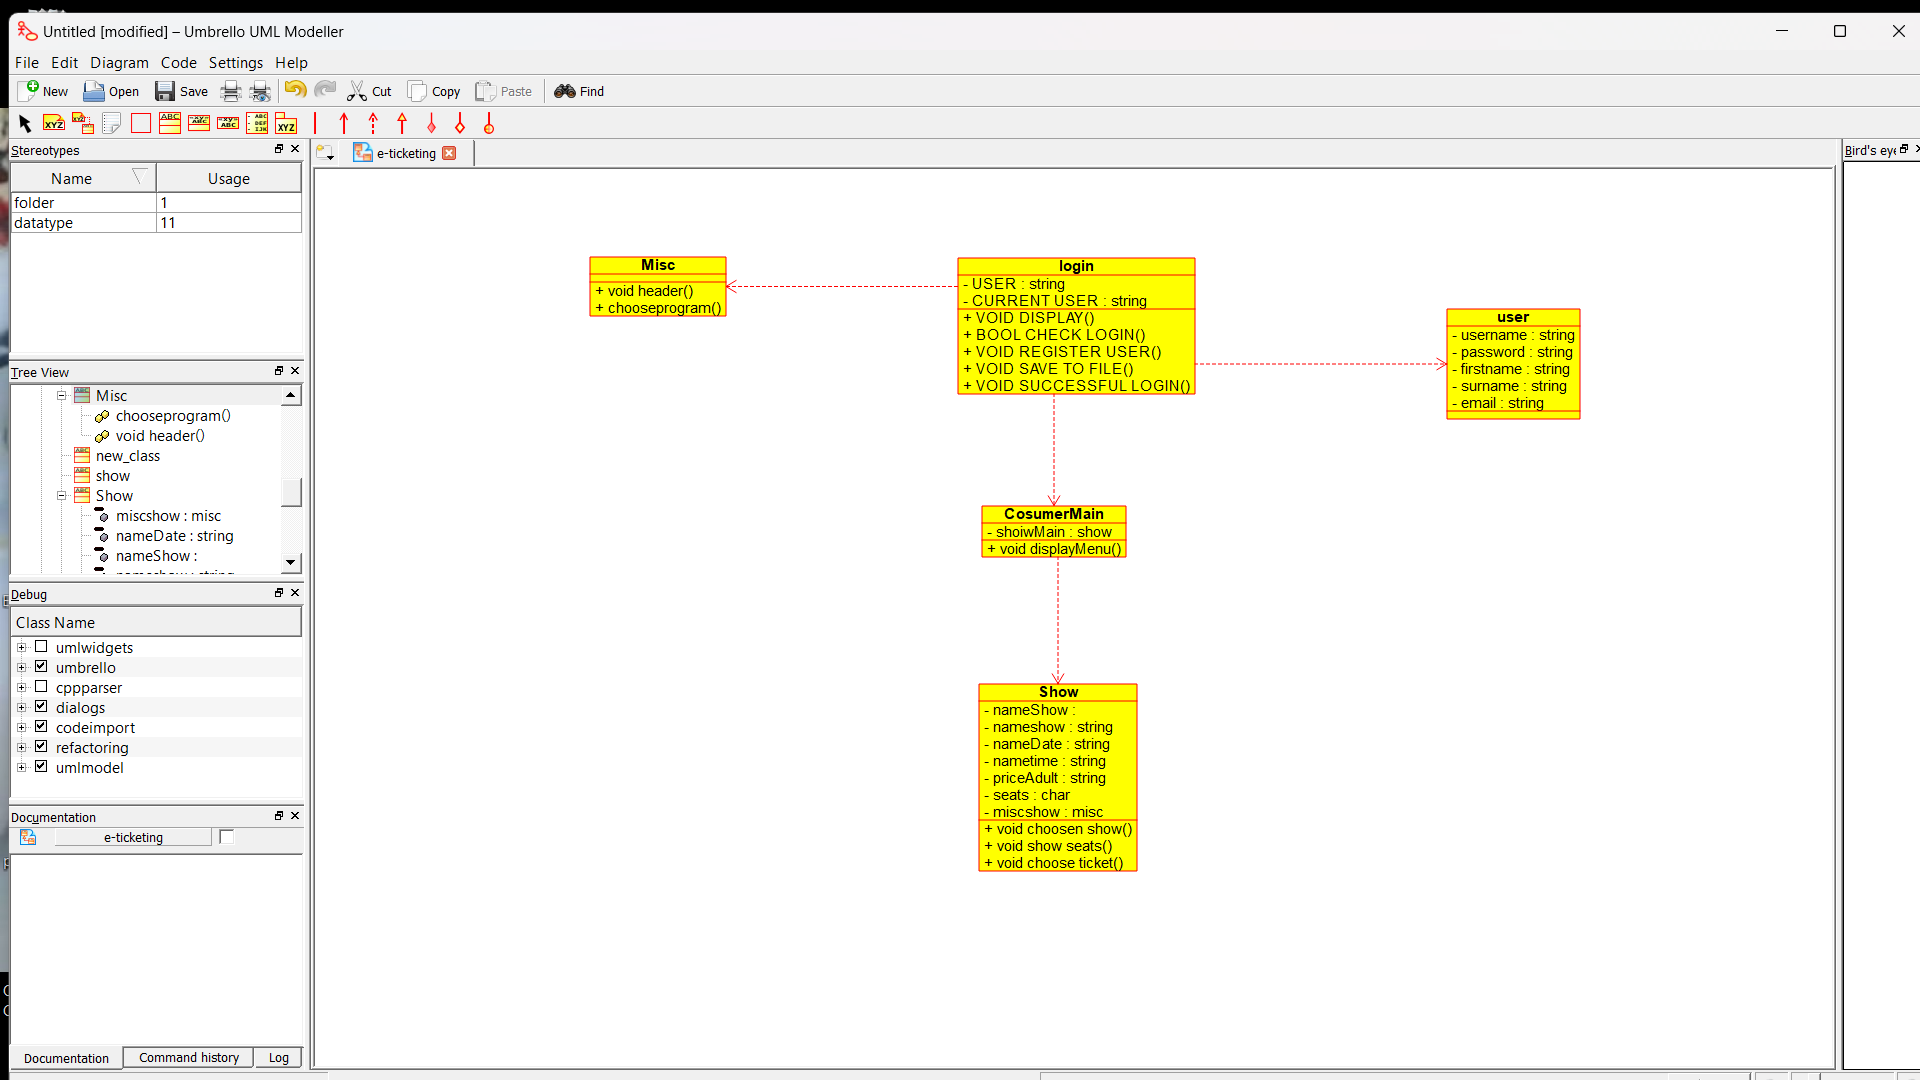 Untitled [modified] – Umbrello UML Modeller
File Edit Diagram Code Settings Help
New Open Save Cut Copy Paste Find
Stereotypes
Name Usage
folder 1
datatype 11
Tree View
Misc
chooseprogram()
void header()
new_class
show
Show
miscshow : misc
nameDate : string
nameShow :
Debug
Class Name
umlwidgets
umbrello
cppparser
dialogs
codeimport
refactoring
umlmodel
Documentation
e-ticketing
Documentation Command history Log
e-ticketing
Misc
+ void header()
+ chooseprogram()
login
- USER : string
- CURRENT USER : string
+ VOID DISPLAY()
+ BOOL CHECK LOGIN()
+ VOID REGISTER USER()
+ VOID SAVE TO FILE()
+ VOID SUCCESSFUL LOGIN()
user
- username : string
- password : string
- firstname : string
- surname : string
- email : string
CosumerMain
- shoiwMain : show
+ void displayMenu()
Show
- nameShow :
- nameshow : string
- nameDate : string
- nametime : string
- priceAdult : string
- seats : char
- miscshow : misc
+ void choosen show()
+ void show seats()
+ void choose ticket()
Bird's eye